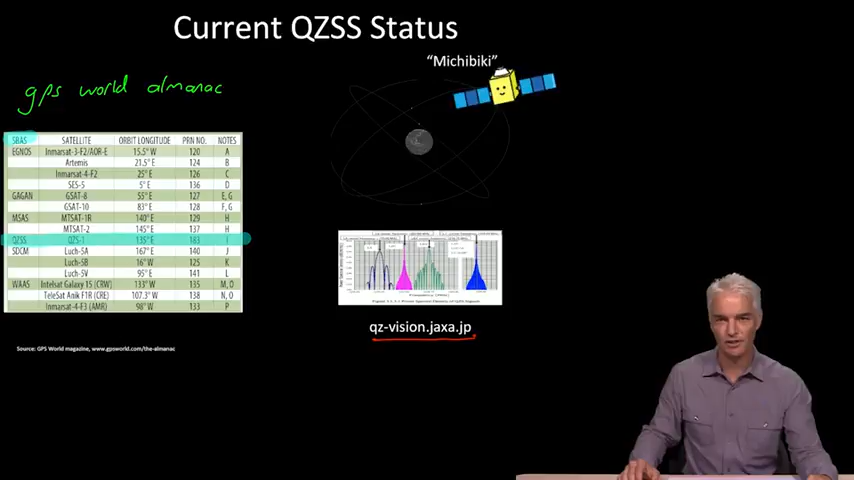 Current QZSS Status
"Michibiki"
gps world almanac
SBAS SATELLITE ORBIT LONGITUDE PRN NO. NOTES
EGNOS Inmarsat-3-F2/AOR-E 15.5° W 120 A
Artemis 21.5° E 124 B
Inmarsat-4-F2 25° E 126 C
SES-5 5° E 136 D
GAGAN GSAT-8 55° E 127 E, G
GSAT-10 83° E 128 F, G
MSAS MTSAT-1R 140° E 129 H
MTSAT-2 145° E 137 H
QZSS QZS-1 135° E 183 I
SDCM Luch-5A 167° E 140 J
Luch-5B 16° W 125 K
Luch-5V 95° E 141 L
WAAS Intelsat Galaxy 15 (CRW) 133° W 135 M, O
TeleSat Anik F1R (CRE) 107.3° W 138 N, O
Inmarsat-4-F3 (AMR) 98° W 133 P
qz-vision.jaxa.jp
Source: GPS World magazine, www.gpsworld.com/the-almanac